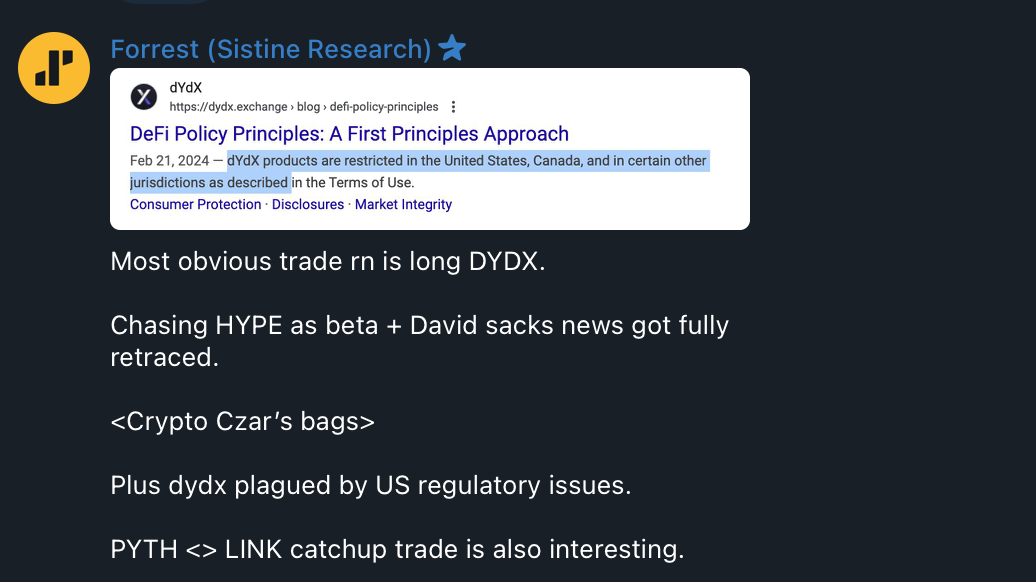 Forrest (Sistine Research)
dYdX
https://dydx.exchange › blog › defi-policy-principles
DeFi Policy Principles: A First Principles Approach
Feb 21, 2024 — dYdX products are restricted in the United States, Canada, and in certain other
jurisdictions as described in the Terms of Use.
Consumer Protection · Disclosures · Market Integrity
Most obvious trade rn is long DYDX.
Chasing HYPE as beta + David sacks news got fully
retraced.
<Crypto Czar’s bags>
Plus dydx plagued by US regulatory issues.
PYTH <> LINK catchup trade is also interesting.